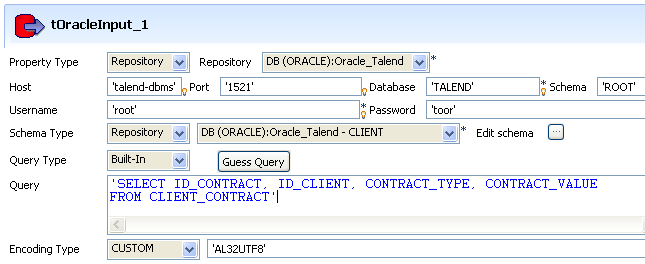 tOracleInput_1
Property Type Repository Repository DB (ORACLE):Oracle_Talend *
Host 'talend-dbms' Port '1521' Database 'TALEND' * Schema 'ROOT'
Username 'root' * Password 'toor'
Schema Type Repository DB (ORACLE):Oracle_Talend - CLIENT * Edit schema ...
Query Type Built-In Guess Query
Query 'SELECT ID_CONTRACT, ID_CLIENT, CONTRACT_TYPE, CONTRACT_VALUE
FROM CLIENT_CONTRACT'
Encoding Type CUSTOM 'AL32UTF8'